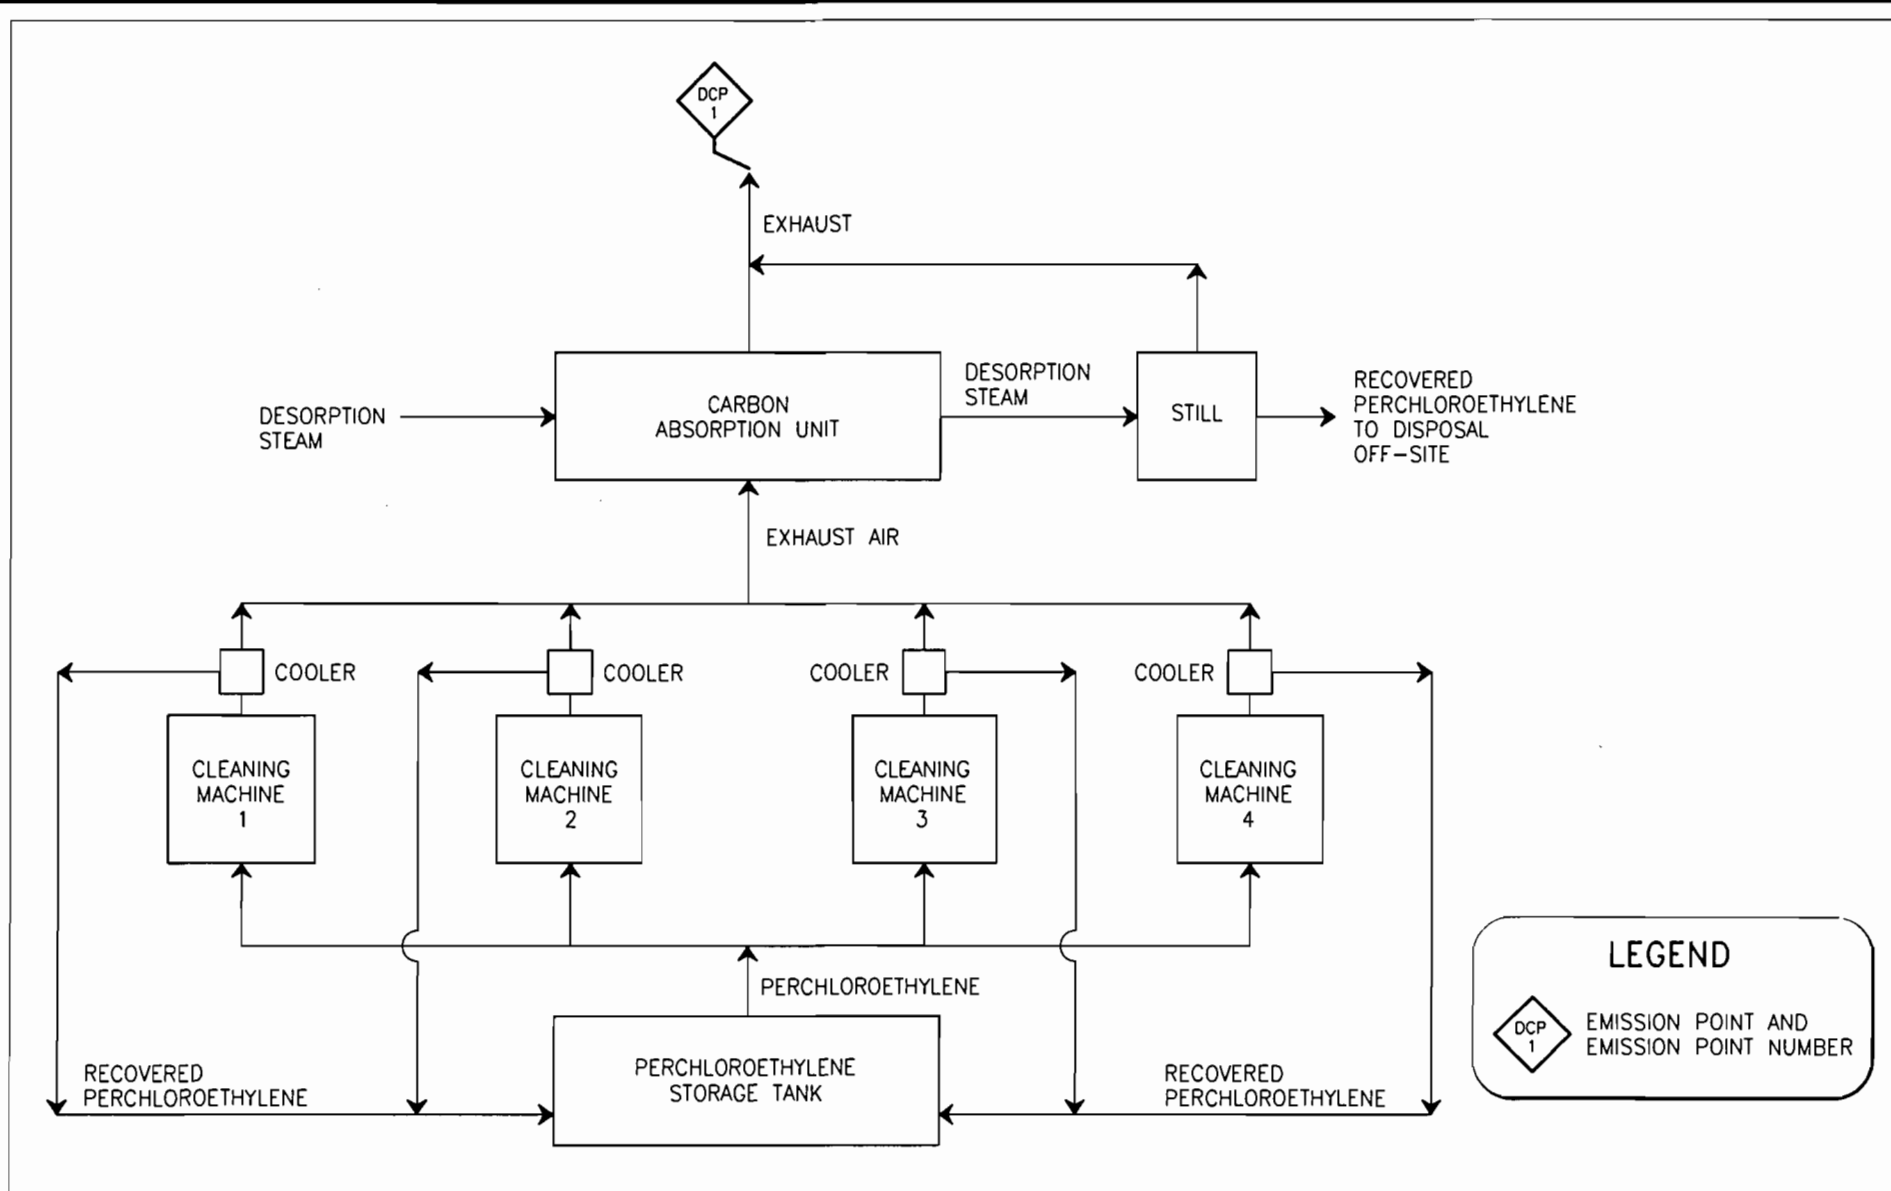 DCP
1
EXHAUST
DESORPTION
STEAM
CARBON
ABSORPTION UNIT
DESORPTION
STEAM
STILL
RECOVERED
PERCHLOROETHYLENE
TO DISPOSAL
OFF-SITE
EXHAUST AIR
COOLER
COOLER
COOLER
COOLER
CLEANING
MACHINE
1
CLEANING
MACHINE
2
CLEANING
MACHINE
3
CLEANING
MACHINE
4
PERCHLOROETHYLENE
RECOVERED
PERCHLOROETHYLENE
PERCHLOROETHYLENE
STORAGE TANK
RECOVERED
PERCHLOROETHYLENE
LEGEND
DCP
1
EMISSION POINT AND
EMISSION POINT NUMBER